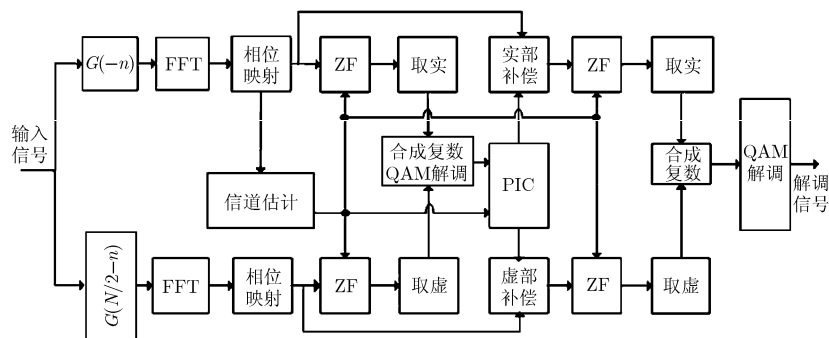 G(−n)
FFT
相位
映射
ZF
取实
实部
补偿
ZF
取实
输入
信号
信道估计
合成复数
QAM解调
PIC
合成
复数
QAM
解调
解调
信号
G(N/2−n)
FFT
相位
映射
ZF
取虚
虚部
补偿
ZF
取虚